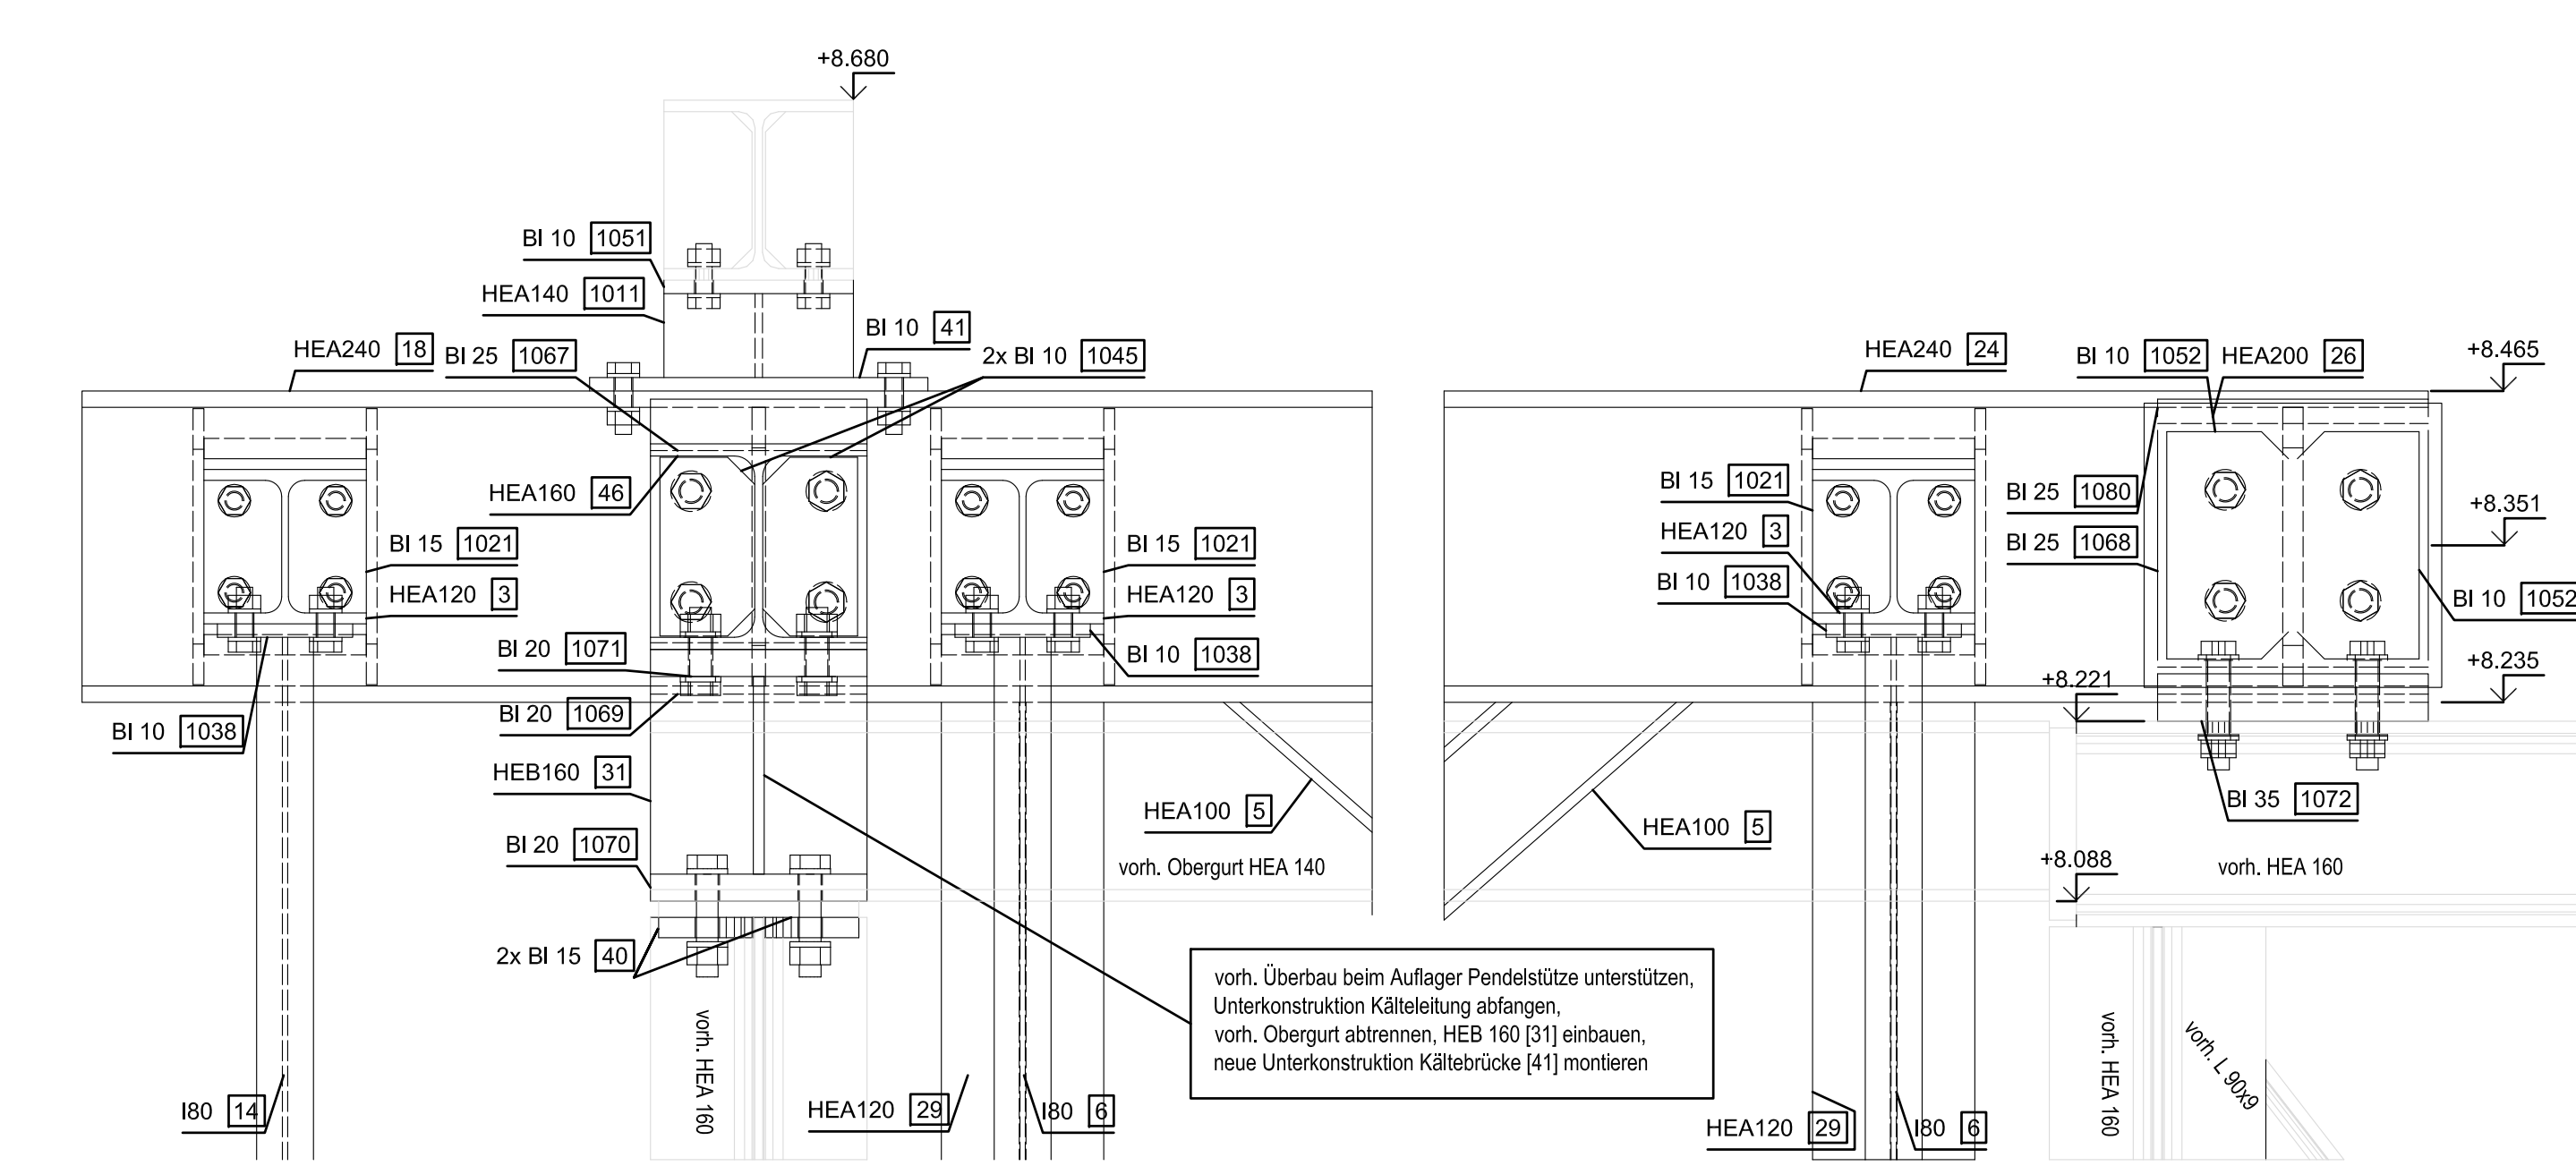 +8.680
BI 10 1051
HEA140 1011
BI 10 41
HEA240 18
BI 25 1067
2x BI 10 1045
HEA240 24
BI 10 1052
HEA200 26
+8.465
HEA160 46
BI 15 1021
BI 25 1080
+8.351
BI 15 1021
BI 15 1021
HEA120 3
BI 25 1068
HEA120 3
HEA120 3
BI 10 1038
BI 10 1052
BI 20 1071
BI 10 1038
+8.235
+8.221
BI 20 1069
BI 10 1038
HEB160 31
HEA100 5
HEA100 5
BI 35 1072
BI 20 1070
vorh. Obergurt HEA 140
+8.088
vorh. HEA 160
2x BI 15 40
vorh. Überbau beim Auflager Pendelstütze unterstützen,
Unterkonstruktion Kälteleitung abfangen,
vorh. Obergurt abtrennen, HEB 160 [31] einbauen,
neue Unterkonstruktion Kältebrücke [41] montieren
vorh. HEA 160
vorh. HEA 160
vorh. L 90x9
I80 14
HEA120 29
I80 6
HEA120 29
I80 6